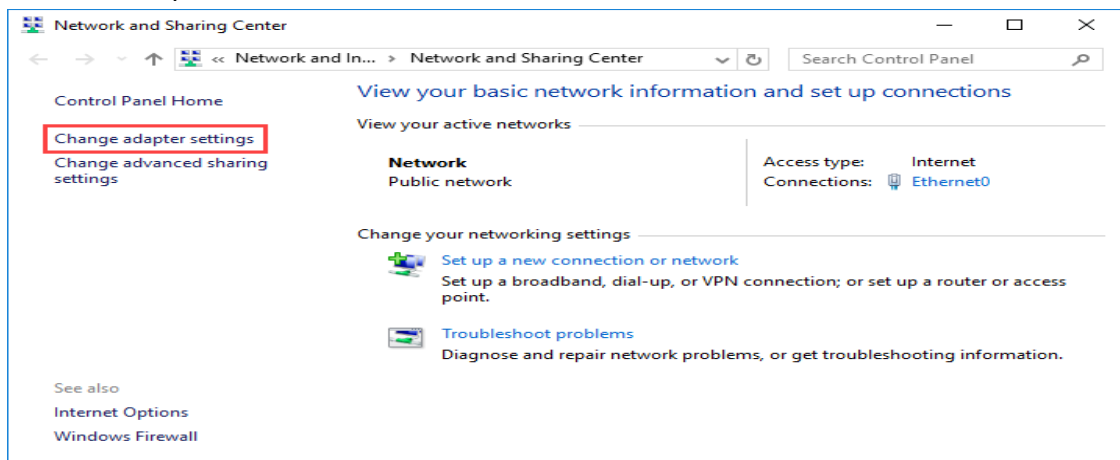 Network and Sharing Center
« Network and In... > Network and Sharing Center
Search Control Panel
Control Panel Home
Change adapter settings
Change advanced sharing
settings
View your basic network information and set up connections
View your active networks
Network
Public network
Access type: Internet
Connections: Ethernet0
Change your networking settings
Set up a new connection or network
Set up a broadband, dial-up, or VPN connection; or set up a router or access
point.
Troubleshoot problems
Diagnose and repair network problems, or get troubleshooting information.
See also
Internet Options
Windows Firewall